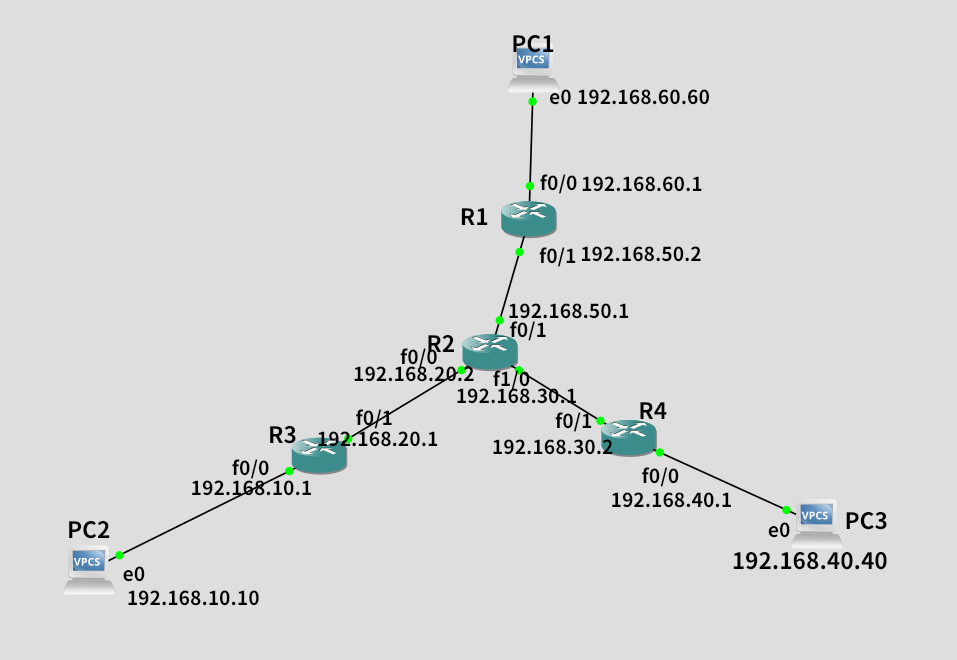 PC1
VPCS
e0 192.168.60.60
f0/0 192.168.60.1
R1
f0/1 192.168.50.2
192.168.50.1
f0/1
R2
f0/0
192.168.20.2
f1/0
192.168.30.1
f0/1
192.168.20.1
R3
f0/0
192.168.10.1
R4
f0/1
192.168.30.2
f0/0
192.168.40.1
PC2
VPCS
e0
192.168.10.10
VPCS
PC3
e0
192.168.40.40